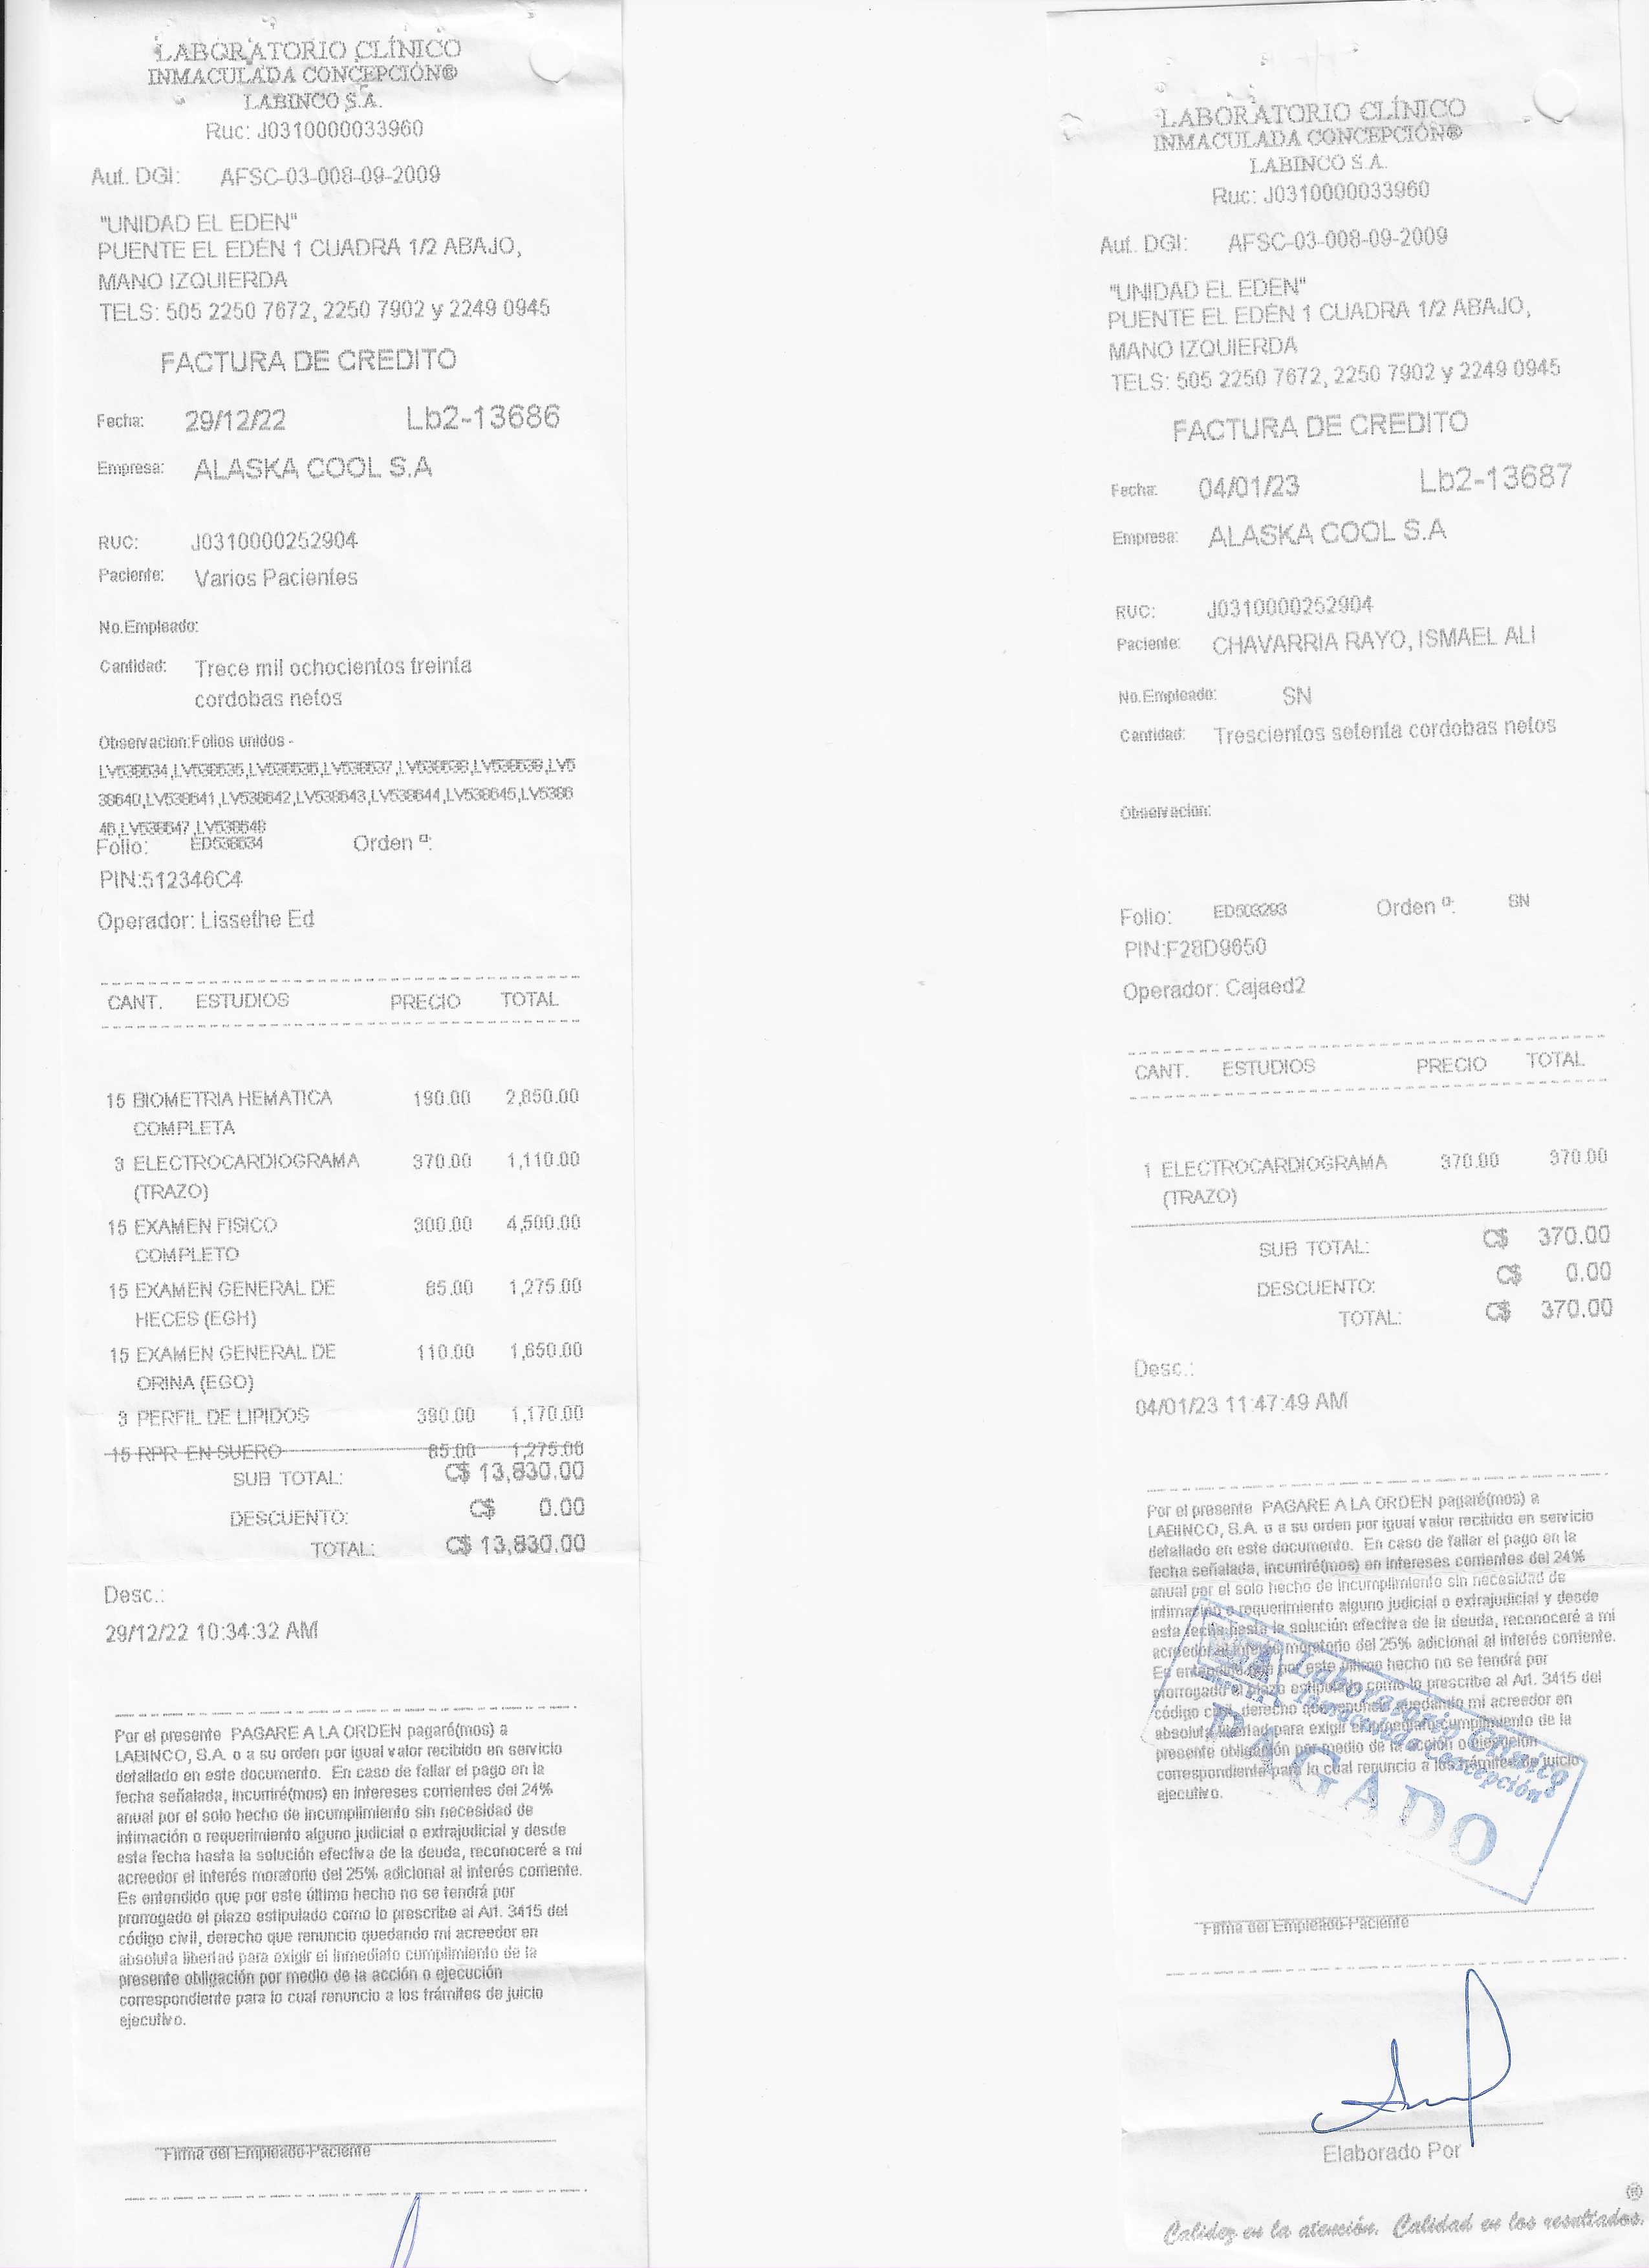 LABORATORIO CLÍNICO
INMACULADA CONCEPCIÓN®
LABINCO S.A.
Ruc: J0310000033960
Aut. DGI: AFSC-03-008-09-2009
"UNIDAD EL EDEN"
PUENTE EL EDÉN 1 CUADRA 1/2 ABAJO,
MANO IZQUIERDA
TELS: 505 2250 7672, 2250 7902 y 2249 0945
FACTURA DE CREDITO
Fecha: 29/12/22 Lb2-13686
Empresa: ALASKA COOL S.A
RUC: J0310000252904
Paciente: Varios Pacientes
No.Empleado:
Cantidad: Trece mil ochocientos treinta
cordobas netos
Observacion:Folios unidos -
LV538634,LV538635,LV538636,LV538637,LV538638,LV538639,LV5
38640,LV538641,LV538642,LV538643,LV538644,LV538645,LV5386
46,LV538647,LV538648
Folio: ED538634 Orden ª:
PIN:512346C4
Operador: Lissethe Ed
CANT. ESTUDIOS PRECIO TOTAL
15 BIOMETRIA HEMATICA 190.00 2,850.00
COMPLETA
3 ELECTROCARDIOGRAMA 370.00 1,110.00
(TRAZO)
15 EXAMEN FISICO 300.00 4,500.00
COMPLETO
15 EXAMEN GENERAL DE 85.00 1,275.00
HECES (EGH)
15 EXAMEN GENERAL DE 110.00 1,650.00
ORINA (EGO)
3 PERFIL DE LIPIDOS 390.00 1,170.00
15 RPR EN SUERO 85.00 1,275.00
SUB TOTAL: C$ 13,830.00
DESCUENTO: C$ 0.00
TOTAL: C$ 13,830.00
Desc.:
29/12/22 10:34:32 AM
Por el presente PAGARE A LA ORDEN pagaré(mos) a
LABINCO, S.A. o a su orden por igual valor recibido en servicio
detallado en este documento. En caso de fallar el pago en la
fecha señalada, incurriré(mos) en intereses corrientes del 24%
anual por el solo hecho de incumplimiento sin necesidad de
intimación o requerimiento alguno judicial o extrajudicial y desde
esta fecha hasta la solución efectiva de la deuda, reconoceré a mi
acreedor el interés moratorio del 25% adicional al interés corriente.
Es entendido que por este último hecho no se tendrá por
prorrogado el plazo estipulado como lo prescribe al Art. 3415 del
código civil, derecho que renuncio quedando mi acreedor en
absoluta libertad para exigir el inmediato cumplimiento de la
presente obligación por medio de la acción o ejecución
correspondiente para lo cual renuncio a los trámites de juicio
ejecutivo.
Firma del Empleado-Paciente
LABORATORIO CLÍNICO
INMACULADA CONCEPCIÓN®
LABINCO S.A.
Ruc: J0310000033960
Aut. DGI: AFSC-03-008-09-2009
"UNIDAD EL EDEN"
PUENTE EL EDÉN 1 CUADRA 1/2 ABAJO,
MANO IZQUIERDA
TELS: 505 2250 7672, 2250 7902 y 2249 0945
FACTURA DE CREDITO
Fecha: 04/01/23 Lb2-13687
Empresa: ALASKA COOL S.A
RUC: J0310000252904
Paciente: CHAVARRIA RAYO, ISMAEL ALI
No.Empleado: SN
Cantidad: Trescientos setenta cordobas netos
Observacion:
Folio: ED503293 Orden ª: SN
PIN:F28D9650
Operador: Cajaed2
CANT. ESTUDIOS PRECIO TOTAL
1 ELECTROCARDIOGRAMA 370.00 370.00
(TRAZO)
SUB TOTAL: C$ 370.00
DESCUENTO: C$ 0.00
TOTAL: C$ 370.00
Desc.:
04/01/23 11:47:49 AM
Por el presente PAGARE A LA ORDEN pagaré(mos) a
LABINCO, S.A. o a su orden por igual valor recibido en servicio
detallado en este documento. En caso de fallar el pago en la
fecha señalada, incurriré(mos) en intereses corrientes del 24%
anual por el solo hecho de incumplimiento sin necesidad de
intimación o requerimiento alguno judicial o extrajudicial y desde
esta fecha hasta la solución efectiva de la deuda, reconoceré a mi
acreedor el interés moratorio del 25% adicional al interés corriente.
Es entendido que por este último hecho no se tendrá por
prorrogado el plazo estipulado como lo prescribe al Art. 3415 del
código civil, derecho que renuncio quedando mi acreedor en
absoluta libertad para exigir el inmediato cumplimiento de la
presente obligación por medio de la acción o ejecución
correspondiente para lo cual renuncio a los trámites de juicio
ejecutivo.
Laboratorio Clínico
Inmaculada Concepción
PAGADO
Firma del Empleado-Paciente
Elaborado Por
®
Calidez en la atención. Calidad en los resultados.